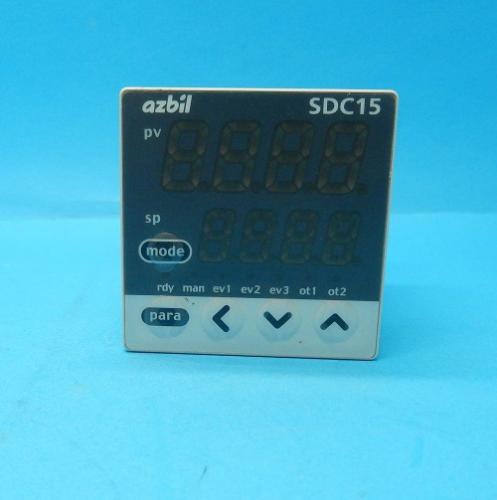 azbil SDC15
pv
sp
mode
rdy man ev1 ev2 ev3 ot1 ot2
para